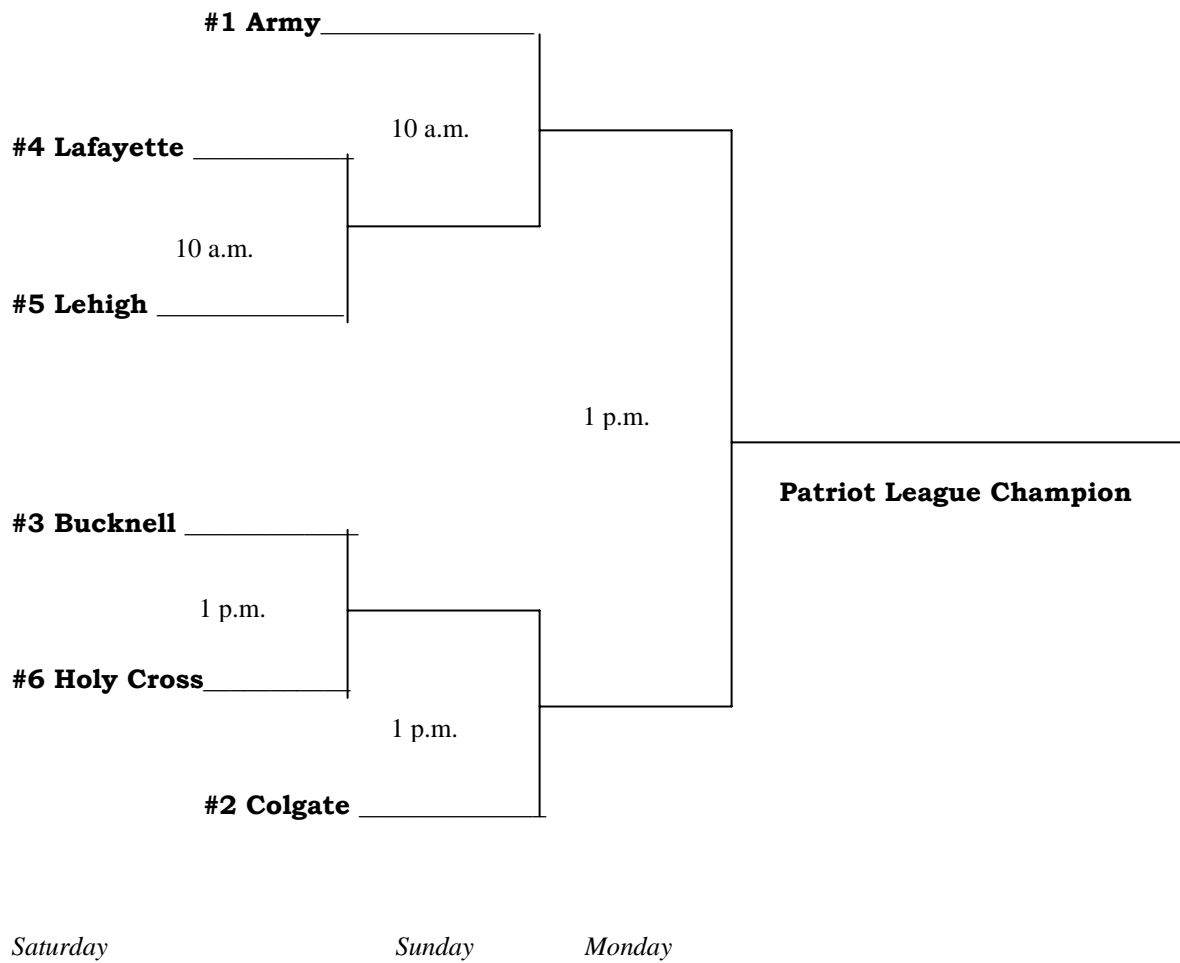 #1 Army
10 a.m.
#4 Lafayette
10 a.m.
#5 Lehigh
1 p.m.
Patriot League Champion
#3 Bucknell
1 p.m.
#6 Holy Cross
1 p.m.
#2 Colgate
Saturday Sunday Monday